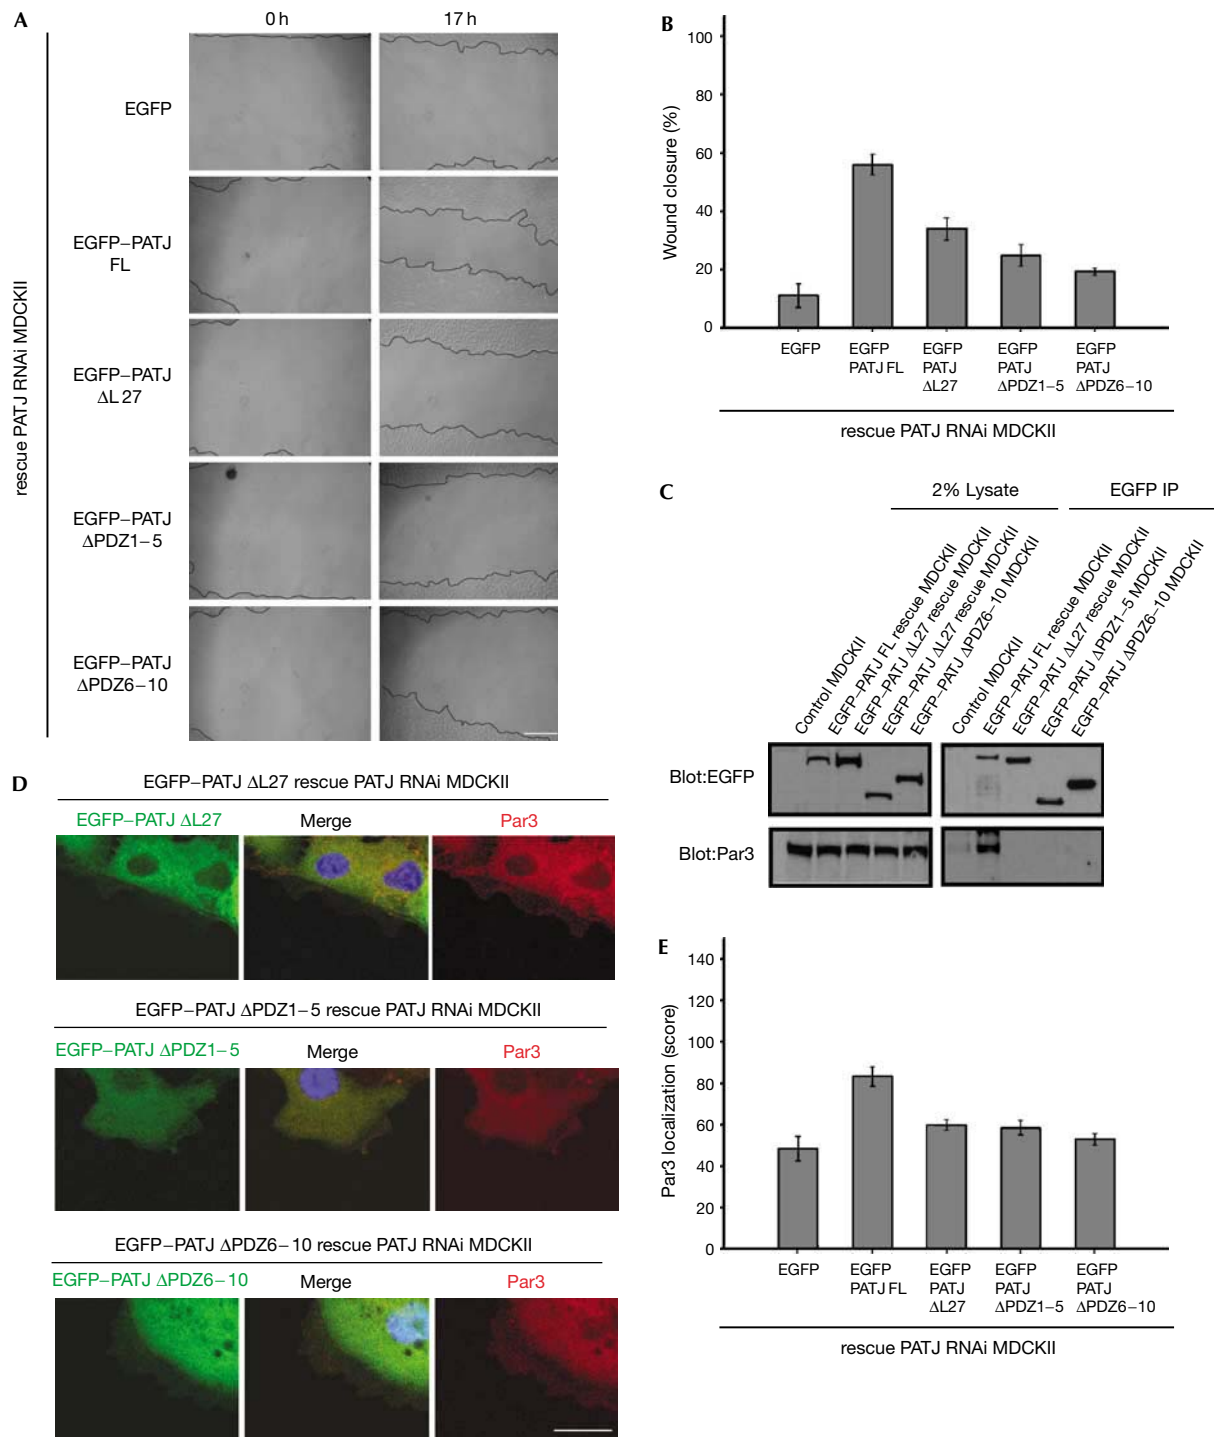 A
0 h
17 h
rescue PATJ RNAi MDCKII
EGFP
EGFP–PATJ
FL
EGFP–PATJ
ΔL 27
EGFP–PATJ
ΔPDZ1–5
EGFP–PATJ
ΔPDZ6–10
B
Wound closure (%)
100
80
60
40
20
0
EGFP
EGFP
PATJ FL
EGFP
PATJ
ΔL27
EGFP
PATJ
ΔPDZ1–5
EGFP
PATJ
ΔPDZ6–10
rescue PATJ RNAi MDCKII
C
2% Lysate
EGFP IP
Control MDCKII
EGFP–PATJ FL rescue MDCKII
EGFP–PATJ ΔL27 rescue MDCKII
EGFP–PATJ ΔL27 rescue MDCKII
EGFP–PATJ ΔPDZ6–10 MDCKII
Control MDCKII
EGFP–PATJ FL rescue MDCKII
EGFP–PATJ ΔL27 rescue MDCKII
EGFP–PATJ ΔPDZ1–5 MDCKII
EGFP–PATJ ΔPDZ6–10 MDCKII
Blot:EGFP
Blot:Par3
D
EGFP–PATJ ΔL27 rescue PATJ RNAi MDCKII
EGFP–PATJ ΔL27
Merge
Par3
EGFP–PATJ ΔPDZ1–5 rescue PATJ RNAi MDCKII
EGFP–PATJ ΔPDZ1–5
Merge
Par3
EGFP–PATJ ΔPDZ6–10 rescue PATJ RNAi MDCKII
EGFP–PATJ ΔPDZ6–10
Merge
Par3
E
Par3 localization (score)
140
120
100
80
60
40
20
0
EGFP
EGFP
PATJ FL
EGFP
PATJ
ΔL27
EGFP
PATJ
ΔPDZ1–5
EGFP
PATJ
ΔPDZ6–10
rescue PATJ RNAi MDCKII